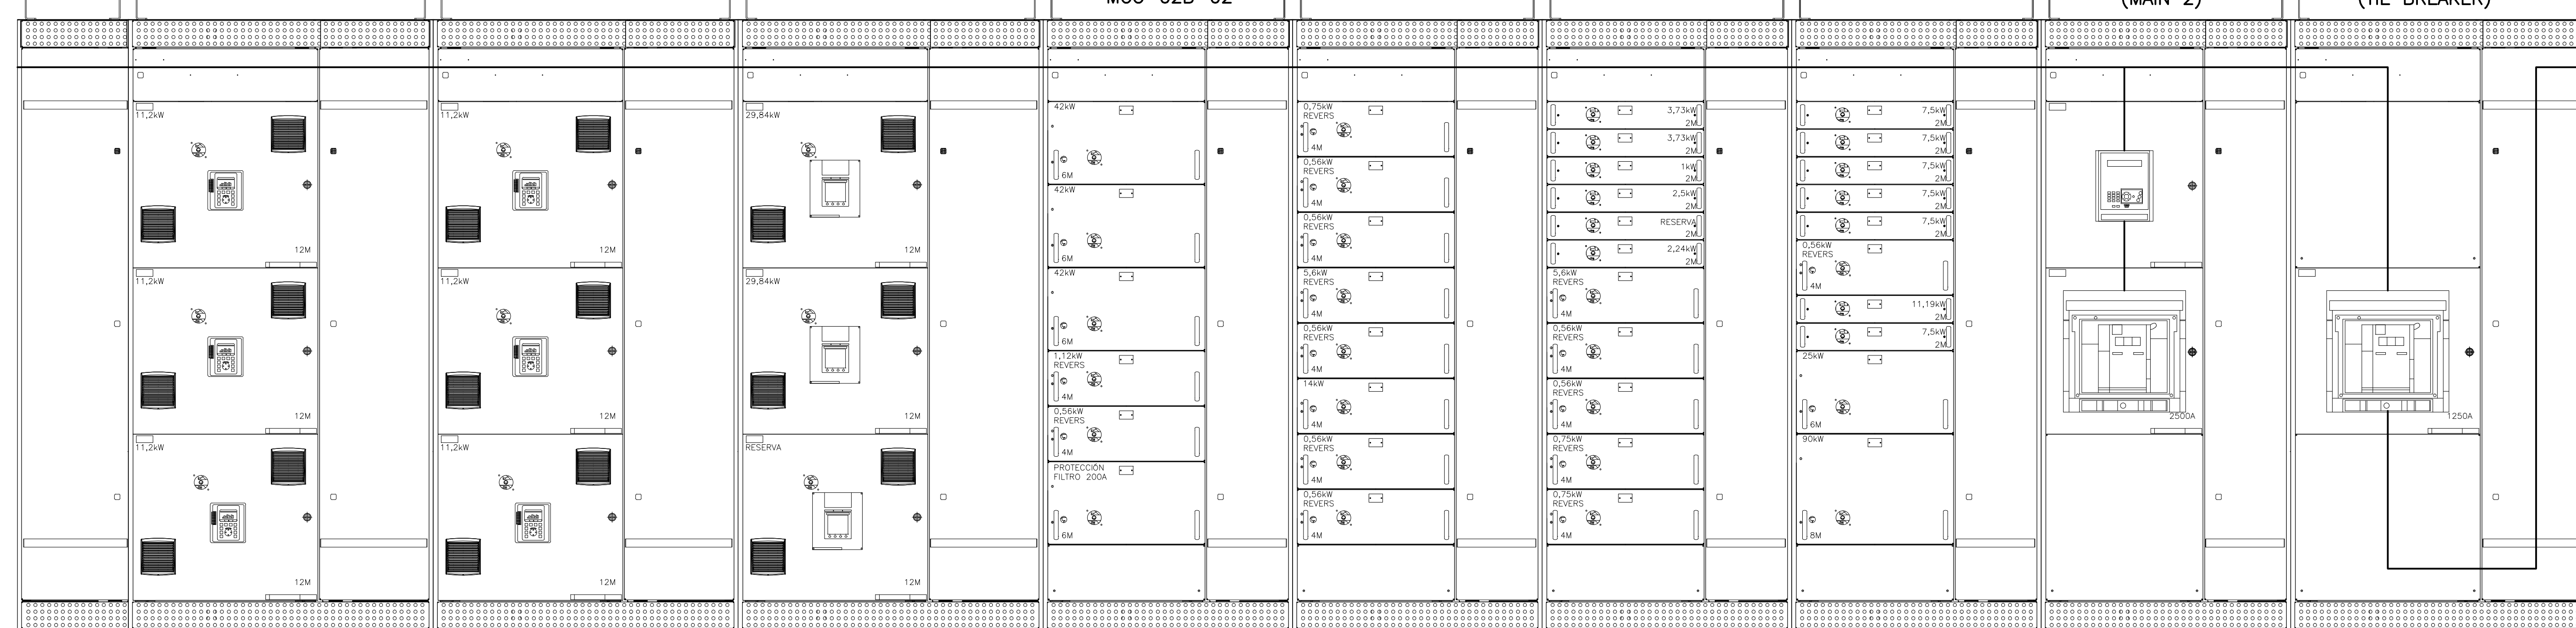 (MAIN 2)
(TIE BREAKER)
11,2kW
12M
11,2kW
12M
11,2kW
12M
11,2kW
12M
11,2kW
12M
11,2kW
12M
29,84kW
12M
29,84kW
12M
RESERVA
12M
42kW
6M
42kW
6M
42kW
6M
1,12kW
REVERS
4M
0,56kW
REVERS
4M
PROTECCIÓN
FILTRO 200A
6M
0,75kW
REVERS
4M
0,56kW
REVERS
4M
0,56kW
REVERS
4M
5,6kW
REVERS
4M
0,56kW
REVERS
4M
14kW
4M
0,56kW
REVERS
4M
0,56kW
REVERS
4M
3,73kW
2M
3,73kW
2M
1kW
2M
2,5kW
2M
RESERVA
2M
2,24kW
2M
5,6kW
REVERS
4M
0,56kW
REVERS
4M
0,56kW
REVERS
4M
0,75kW
REVERS
4M
0,75kW
REVERS
4M
7,5kW
2M
7,5kW
2M
7,5kW
2M
7,5kW
2M
7,5kW
2M
0,56kW
REVERS
4M
11,19kW
2M
7,5kW
2M
25kW
6M
90kW
8M
2500A
1250A